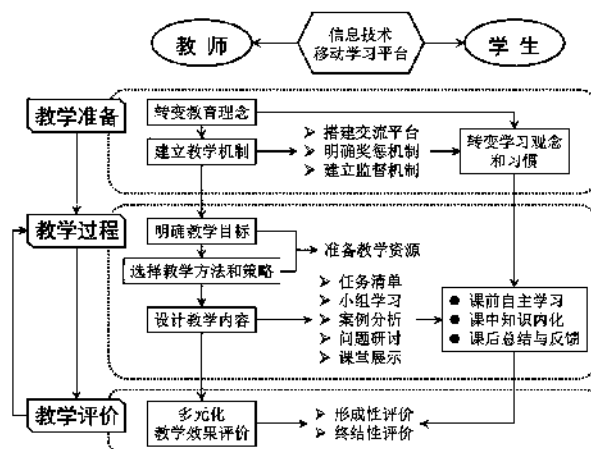 教 师
信息技术
移动学习平台
学 生
教学准备
转变教育理念
建立教学机制
➢ 搭建交流平台
➢ 明确奖惩机制
➢ 建立监督机制
转变学习观念
和习惯
教学过程
明确教学目标
选择教学方法和策略
准备教学资源
设计教学内容
➢ 任务清单
➢ 小组学习
➢ 案例分析
➢ 问题研讨
➢ 课堂展示
● 课前自主学习
● 课中知识内化
● 课后总结与反馈
教学评价
多元化
教学效果评价
➢ 形成性评价
➢ 终结性评价